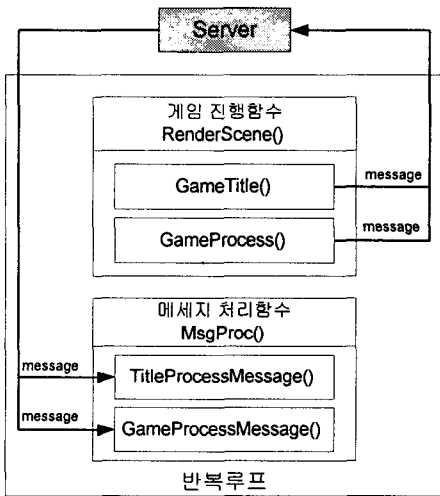 Server
게임 진행함수
RenderScene()
GameTitle()
message
GameProcess()
message
메세지 처리함수
MsgProc()
message
TitleProcessMessage()
message
GameProcessMessage()
반복루프